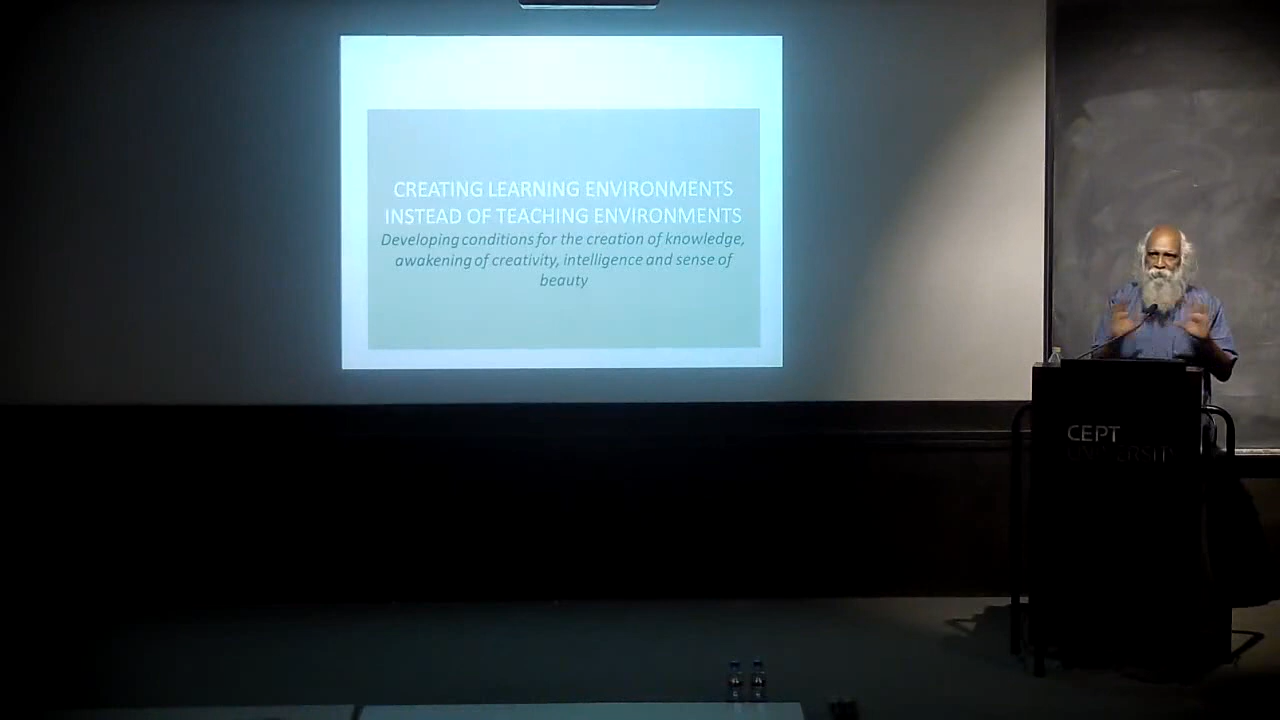 CREATING LEARNING ENVIRONMENTS
INSTEAD OF TEACHING ENVIRONMENTS
Developing conditions for the creation of knowledge,
awakening of creativity, intelligence and sense of
beauty
CEPT
UNIVERSITY